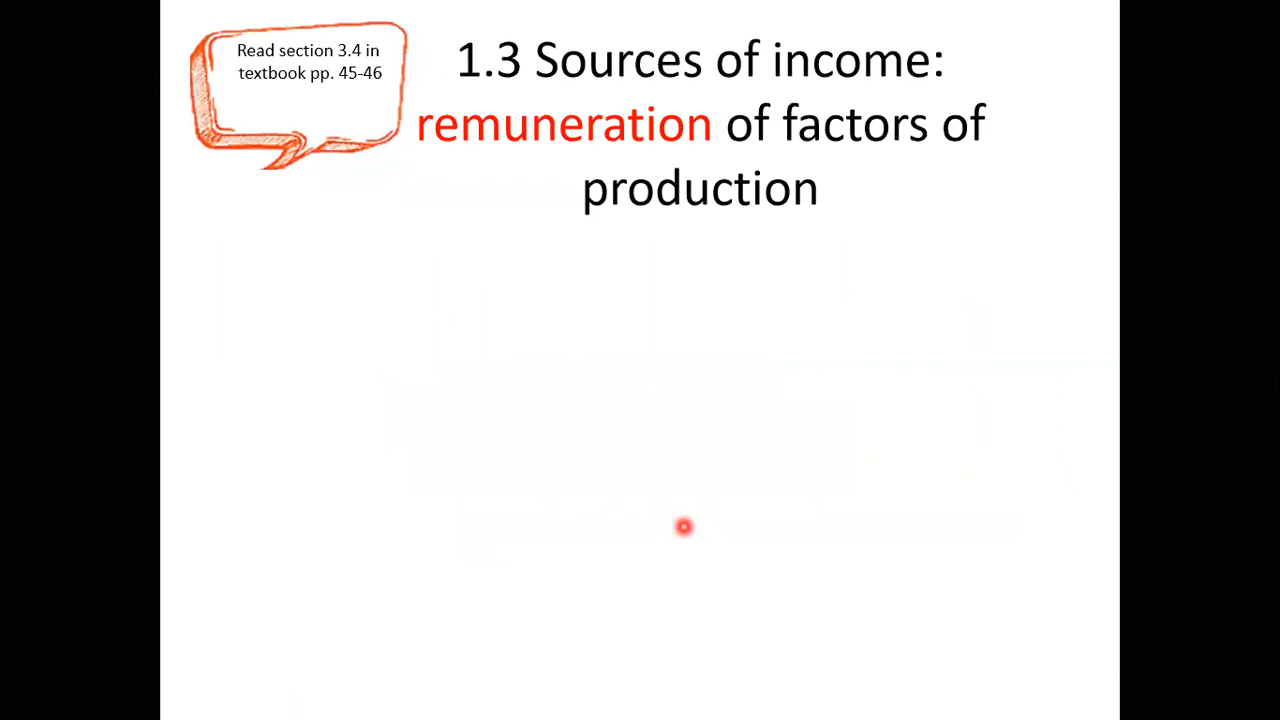 Read section 3.4 in
textbook pp. 45-46
1.3 Sources of income:
remuneration of factors of
production